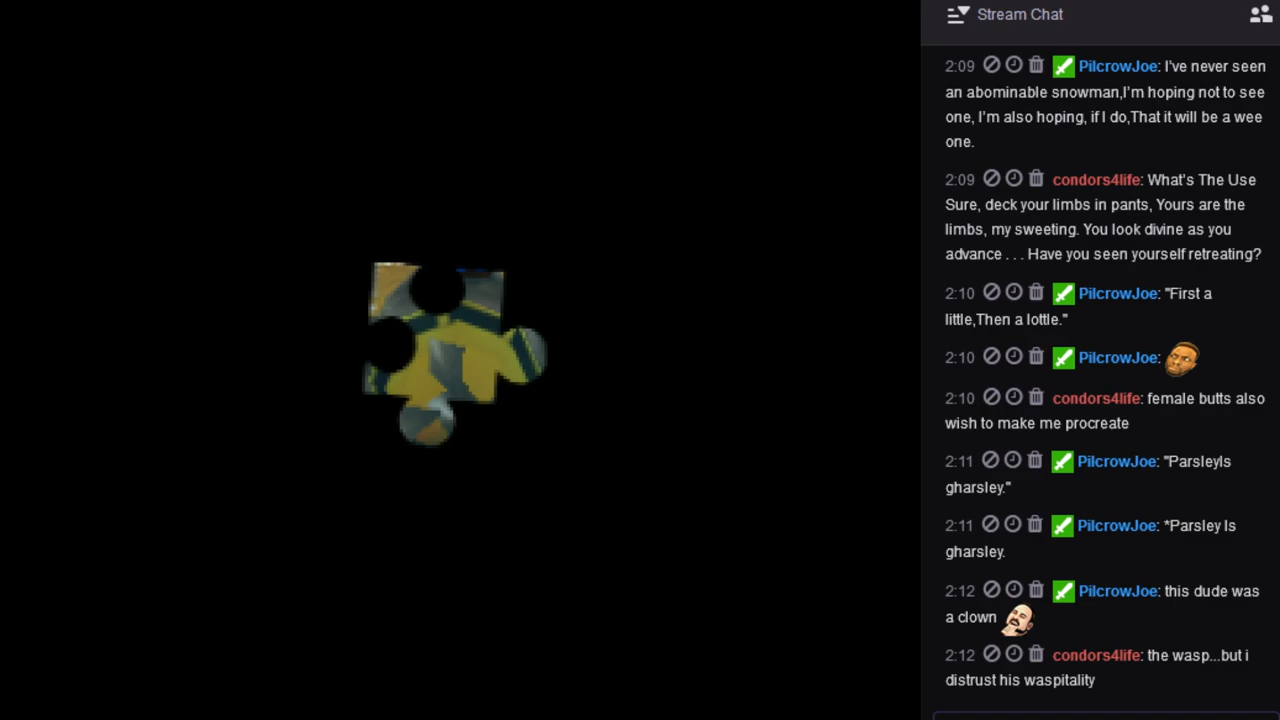 Stream Chat
2:09 PilcrowJoe: I've never seen
an abominable snowman,I'm hoping not to see
one, I'm also hoping, if I do,That it will be a wee
one.
2:09 condors4life: What's The Use
Sure, deck your limbs in pants, Yours are the
limbs, my sweeting. You look divine as you
advance . . . Have you seen yourself retreating?
2:10 PilcrowJoe: "First a
little,Then a lottle."
2:10 PilcrowJoe:
2:10 condors4life: female butts also
wish to make me procreate
2:11 PilcrowJoe: "ParsleyIs
gharsley."
2:11 PilcrowJoe: *Parsley Is
gharsley.
2:12 PilcrowJoe: this dude was
a clown
2:12 condors4life: the wasp...but i
distrust his waspitality